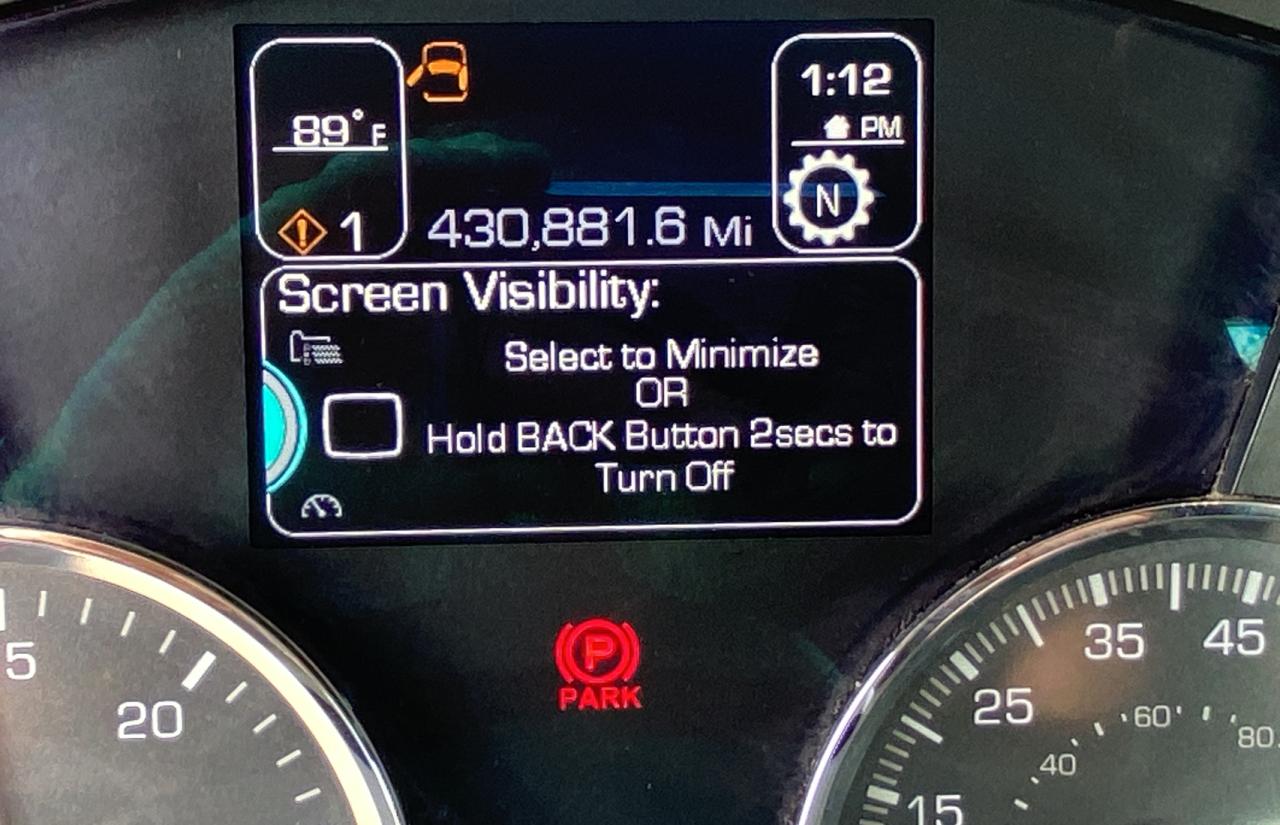 1:12
89°F
PM
N
1
430,881.6 Mi
Screen Visibility:
Select to Minimize
OR
Hold BACK Button 2secs to
Turn Off
P
PARK
5
20
15
25
35
45
40
60
80